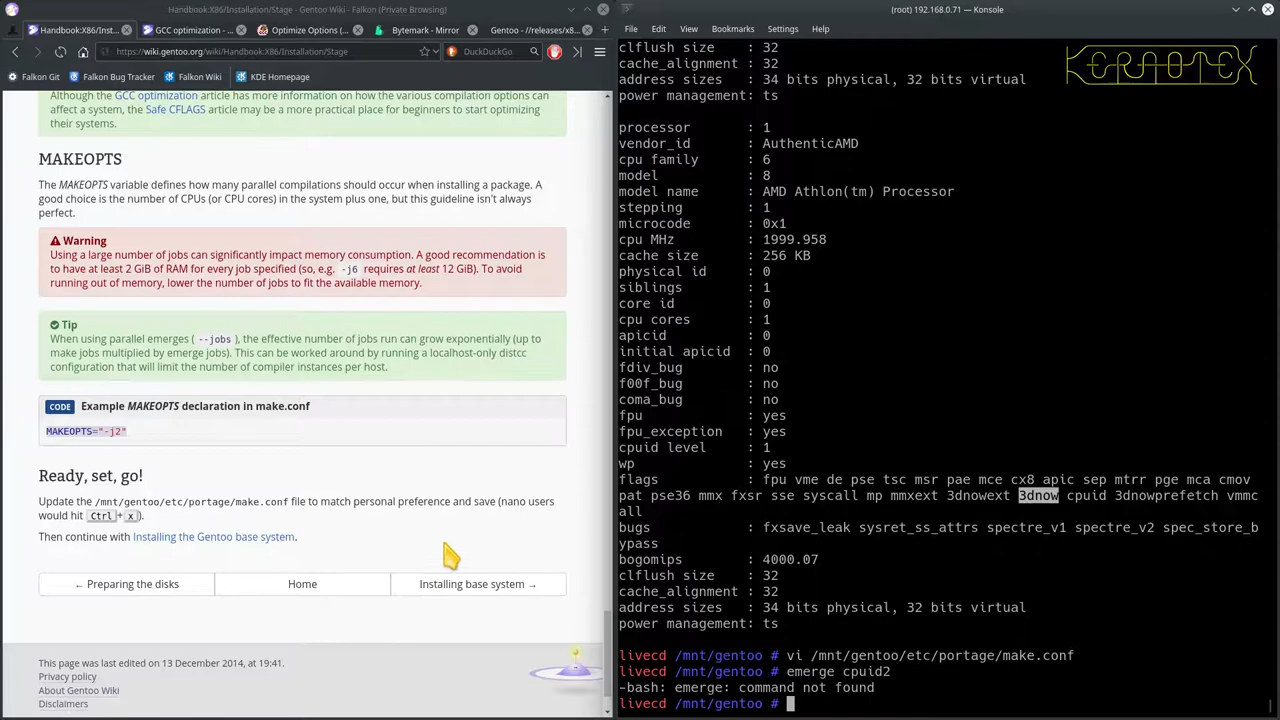 Handbook:X86/Installation/Stage - Gentoo Wiki - Falkon (Private Browsing)
Handbook:X86/Inst...
GCC optimization - ...
Optimize Options (...
Bytemark - Mirror
Gentoo - //releases/x8...
https://wiki.gentoo.org/wiki/Handbook:X86/Installation/Stage
DuckDuckGo
Falkon Git
Falkon Bug Tracker
Falkon Wiki
KDE Homepage
Although the GCC optimization article has more information on how the various compilation options can
affect a system, the Safe CFLAGS article may be a more practical place for beginners to start optimizing
their systems.
MAKEOPTS
The MAKEOPTS variable defines how many parallel compilations should occur when installing a package. A
good choice is the number of CPUs (or CPU cores) in the system plus one, but this guideline isn't always
perfect.
Warning
Using a large number of jobs can significantly impact memory consumption. A good recommendation is
to have at least 2 GiB of RAM for every job specified (so, e.g. -j6 requires at least 12 GiB). To avoid
running out of memory, lower the number of jobs to fit the available memory.
Tip
When using parallel emerges ( --jobs ), the effective number of jobs run can grow exponentially (up to
make jobs multiplied by emerge jobs). This can be worked around by running a localhost-only distcc
configuration that will limit the number of compiler instances per host.
CODE Example MAKEOPTS declaration in make.conf
MAKEOPTS="-j2"
Ready, set, go!
Update the /mnt/gentoo/etc/portage/make.conf file to match personal preference and save (nano users
would hit Ctrl+x).
Then continue with Installing the Gentoo base system.
← Preparing the disks
Home
Installing base system →
This page was last edited on 13 December 2014, at 19:41.
Privacy policy
About Gentoo Wiki
Disclaimers
(root) 192.168.0.71 — Konsole
File Edit View Bookmarks Settings Help
KERAOTEX
clflush size : 32
cache_alignment : 32
address sizes : 34 bits physical, 32 bits virtual
power management: ts
processor : 1
vendor_id : AuthenticAMD
cpu family : 6
model : 8
model name : AMD Athlon(tm) Processor
stepping : 1
microcode : 0x1
cpu MHz : 1999.958
cache size : 256 KB
physical id : 0
siblings : 1
core id : 0
cpu cores : 1
apicid : 0
initial apicid : 0
fdiv_bug : no
f00f_bug : no
coma_bug : no
fpu : yes
fpu_exception : yes
cpuid level : 1
wp : yes
flags : fpu vme de pse tsc msr pae mce cx8 apic sep mtrr pge mca cmov
pat pse36 mmx fxsr sse syscall mp mmxext 3dnowext 3dnow cpuid 3dnowprefetch vmmc
all
bugs : fxsave_leak sysret_ss_attrs spectre_v1 spectre_v2 spec_store_b
ypass
bogomips : 4000.07
clflush size : 32
cache_alignment : 32
address sizes : 34 bits physical, 32 bits virtual
power management: ts
livecd /mnt/gentoo # vi /mnt/gentoo/etc/portage/make.conf
livecd /mnt/gentoo # emerge cpuid2
-bash: emerge: command not found
livecd /mnt/gentoo #